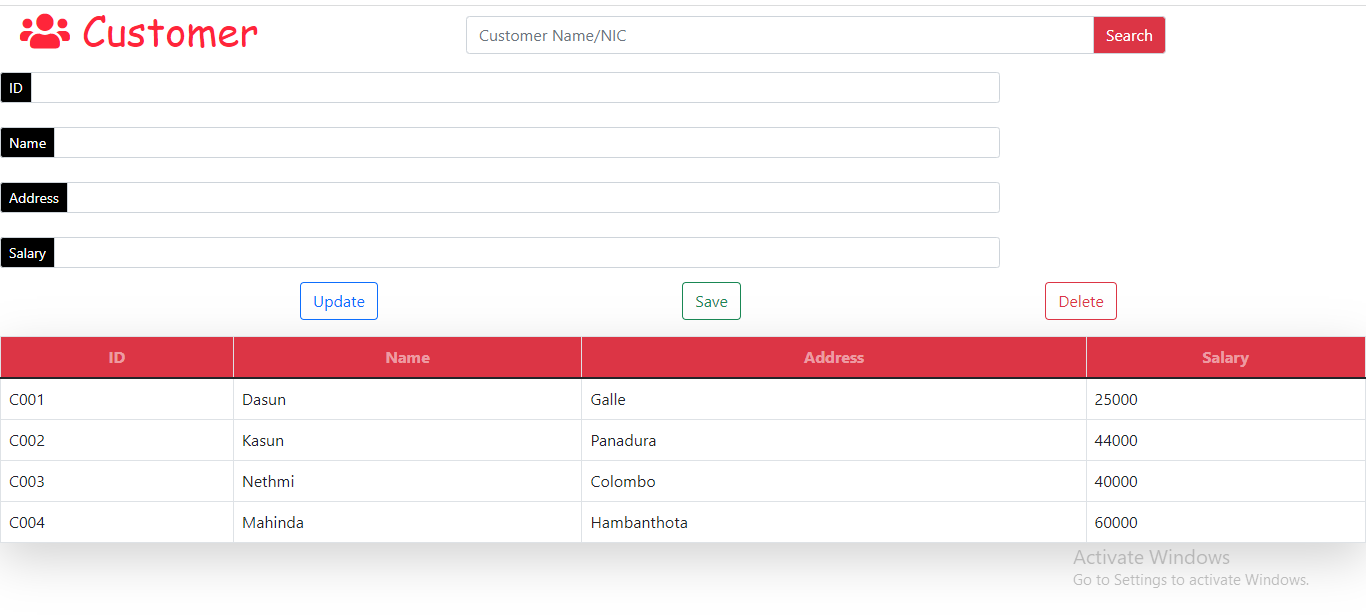 Customer
Customer Name/NIC Search
ID
Name
Address
Salary
Update Save Delete
ID Name Address Salary
C001 Dasun Galle 25000
C002 Kasun Panadura 44000
C003 Nethmi Colombo 40000
C004 Mahinda Hambanthota 60000
Activate Windows
Go to Settings to activate Windows.